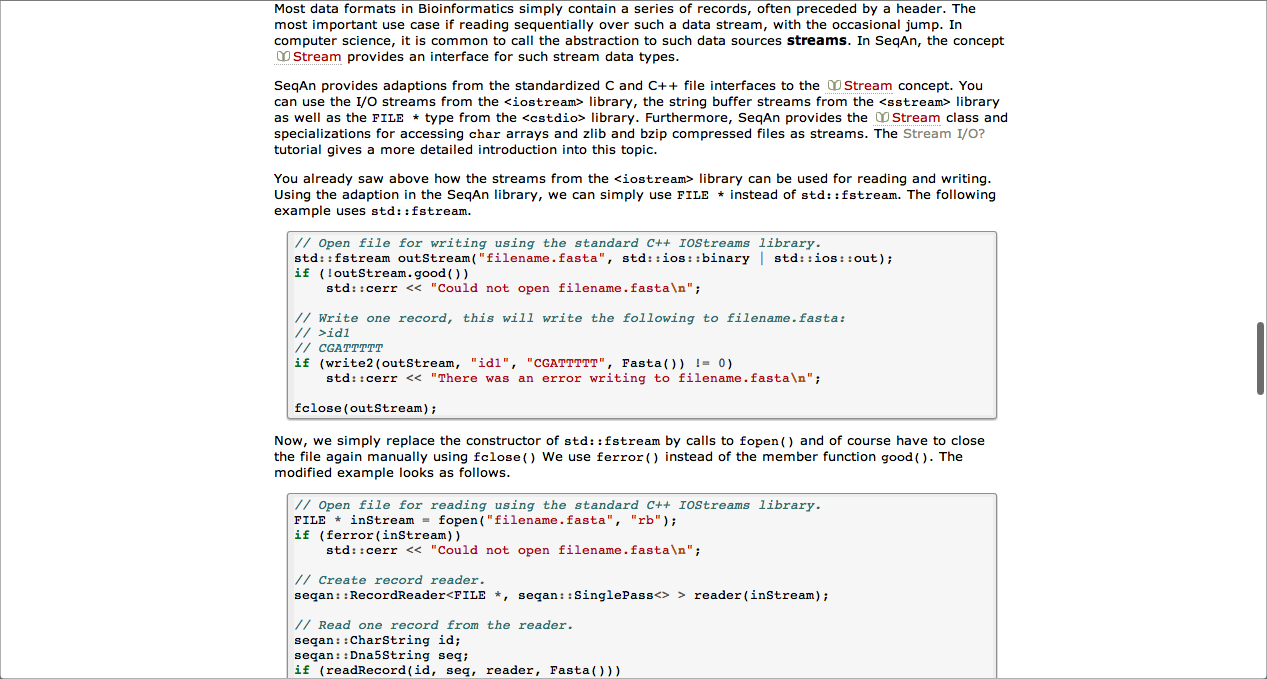 Most data formats in Bioinformatics simply contain a series of records, often preceded by a header. The
most important use case if reading sequentially over such a data stream, with the occasional jump. In
computer science, it is common to call the abstraction to such data sources streams. In SeqAn, the concept
Stream provides an interface for such stream data types.
SeqAn provides adaptions from the standardized C and C++ file interfaces to the Stream concept. You
can use the I/O streams from the <iostream> library, the string buffer streams from the <sstream> library
as well as the FILE * type from the <cstdio> library. Furthermore, SeqAn provides the Stream class and
specializations for accessing char arrays and zlib and bzip compressed files as streams. The Stream I/O?
tutorial gives a more detailed introduction into this topic.
You already saw above how the streams from the <iostream> library can be used for reading and writing.
Using the adaption in the SeqAn library, we can simply use FILE * instead of std::fstream. The following
example uses std::fstream.
// Open file for writing using the standard C++ IOStreams library.
std::fstream outStream("filename.fasta", std::ios::binary | std::ios::out);
if (!outStream.good())
    std::cerr << "Could not open filename.fasta\n";
// Write one record, this will write the following to filename.fasta:
// >id1
// CGATTTTT
if (write2(outStream, "id1", "CGATTTTT", Fasta()) != 0)
    std::cerr << "There was an error writing to filename.fasta\n";
fclose(outStream);
Now, we simply replace the constructor of std::fstream by calls to fopen() and of course have to close
the file again manually using fclose() We use ferror() instead of the member function good(). The
modified example looks as follows.
// Open file for reading using the standard C++ IOStreams library.
FILE * inStream = fopen("filename.fasta", "rb");
if (ferror(inStream))
    std::cerr << "Could not open filename.fasta\n";
// Create record reader.
seqan::RecordReader<FILE *, seqan::SinglePass<> > reader(inStream);
// Read one record from the reader.
seqan::CharString id;
seqan::Dna5String seq;
if (readRecord(id, seq, reader, Fasta()))